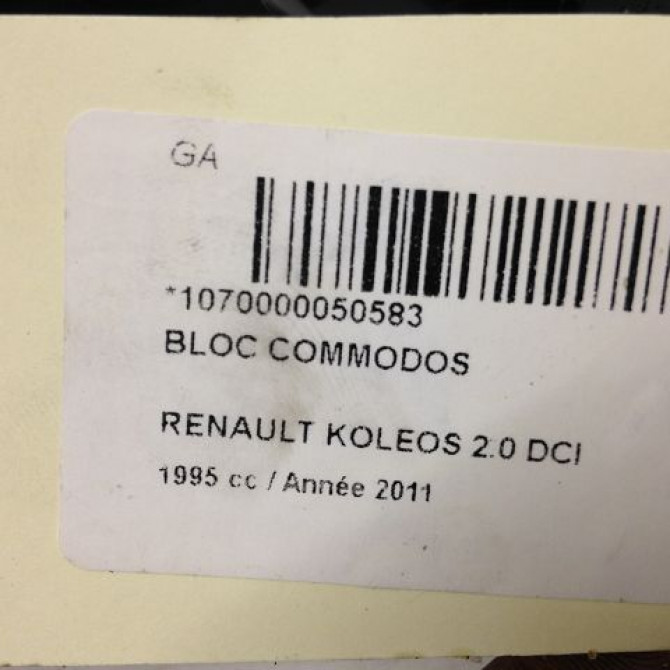 GA
*1070000050583
BLOC COMMODOS
RENAULT KOLEOS 2.0 DCI
1995 cc / Année 2011